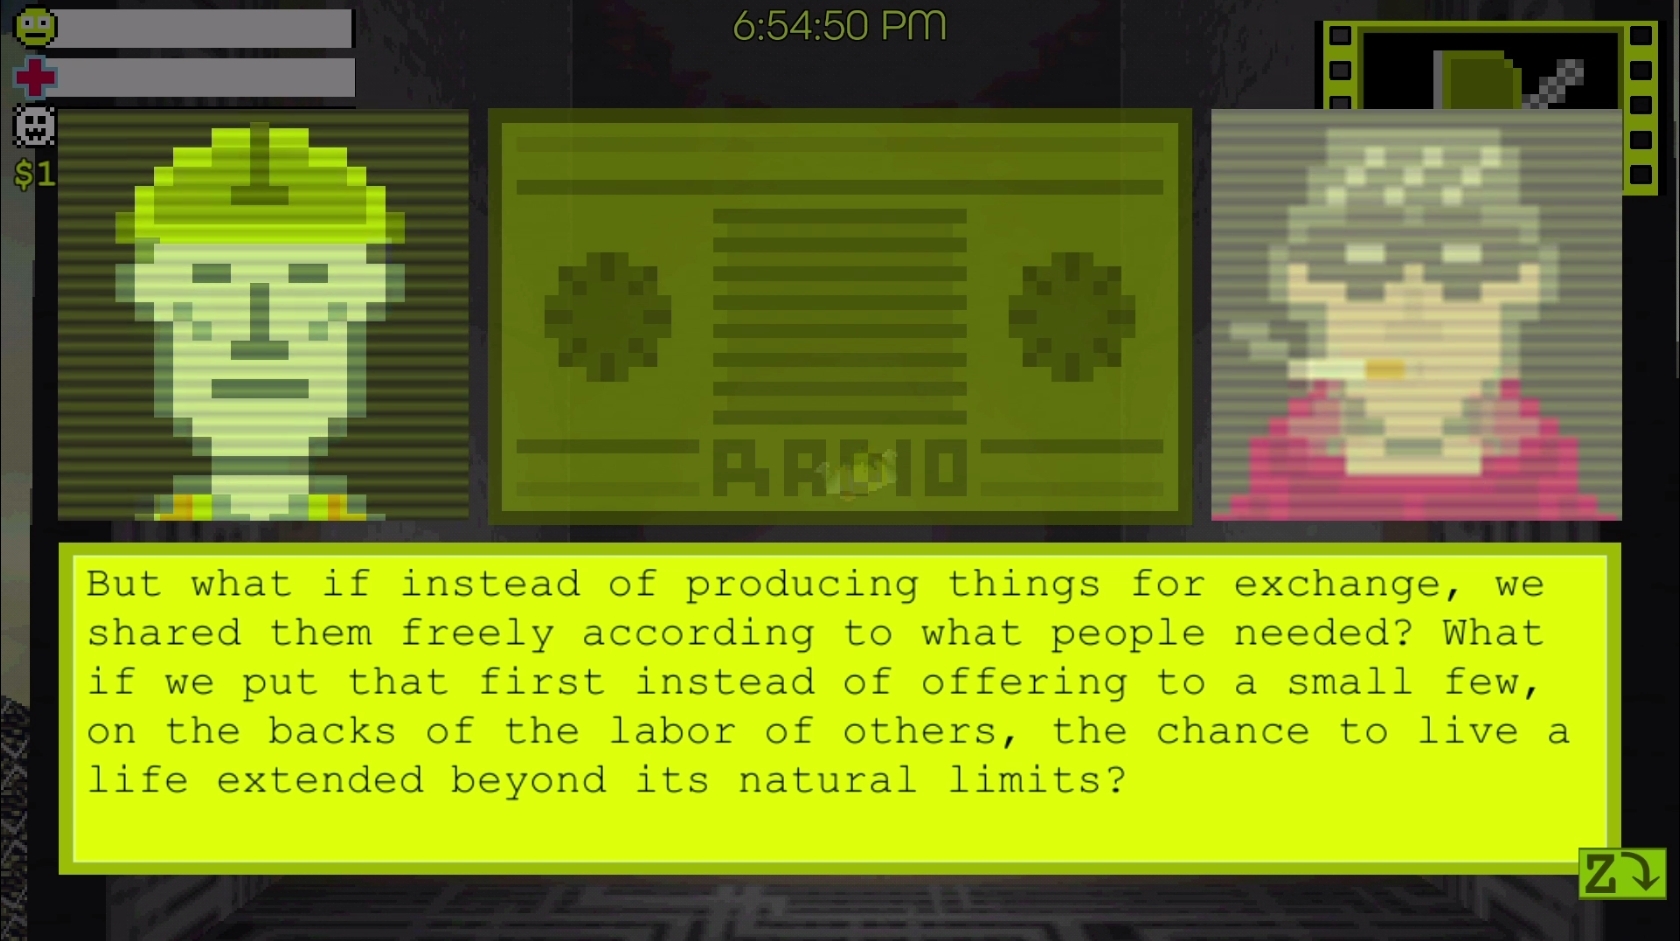 6:54:50 PM
$1
RADIO
But what if instead of producing things for exchange, we
shared them freely according to what people needed? What
if we put that first instead of offering to a small few,
on the backs of the labor of others, the chance to live a
life extended beyond its natural limits?
Z